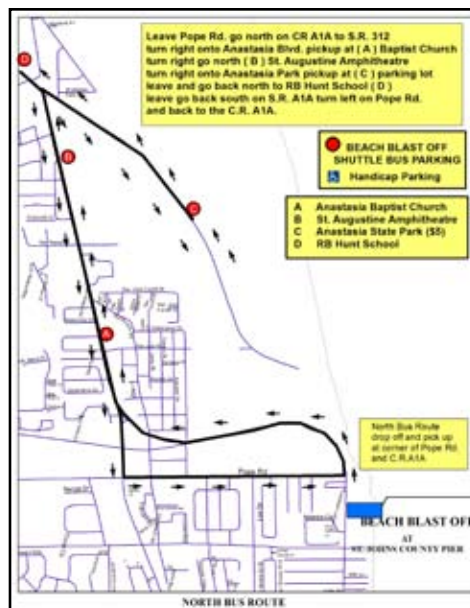 D
Leave Pope Rd. go north on CR A1A to S.R. 312
turn right onto Anastasia Blvd. pickup at ( A ) Baptist Church
turn right go north ( B ) St. Augustine Amphitheatre
turn right onto Anastasia Park pickup at ( C ) parking lot
leave and go back north to RB Hunt School ( D )
leave go back south on S.R. A1A turn left on Pope Rd.
and back to the C.R. A1A.
BEACH BLAST OFF
SHUTTLE BUS PARKING
Handicap Parking
A Anastasia Baptist Church
B St. Augustine Amphitheatre
C Anastasia State Park ($5)
D RB Hunt School
B
C
A
North Bus Route
drop off and pick up
at corner of Pope Rd.
and C.R.A1A
Pope Rd
BEACH BLAST OFF
AT
ST. JOHNS COUNTY PIER
NORTH BUS ROUTE